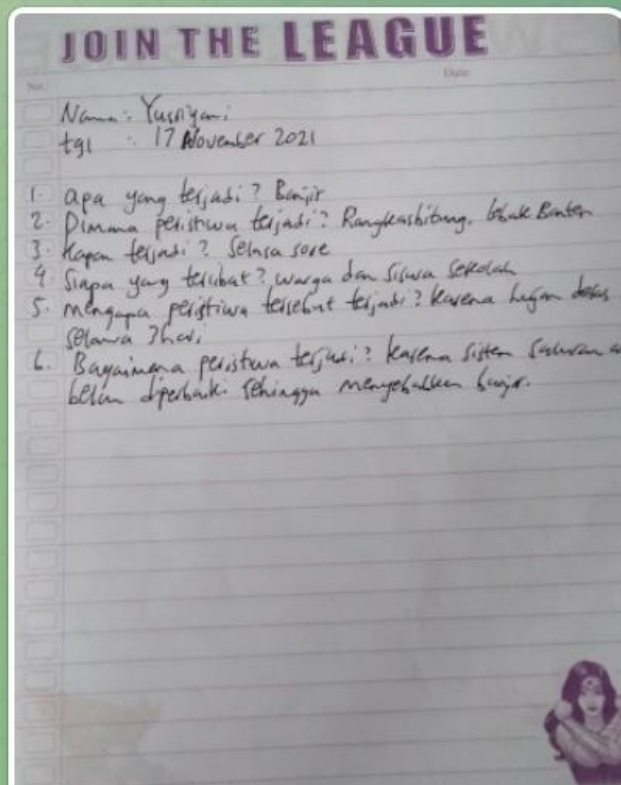 JOIN THE LEAGUE
No.
Date
Nama : Yusriyani
tgl : 17 November 2021
1. apa yang terjadi? Banjir
2. Dimana peristiwa terjadi? Rangkasbitung, Lebak Banten
3. Kapan terjadi? Selasa sore
4. Siapa yang terlibat? warga dan siswa sekolah
5. mengapa peristiwa tersebut terjadi? Karena hujan deras
selama 3 hari
6. Bagaimana peristiwa terjadi? Karena sistem saluran a
belum diperbaiki sehingga menyebabkan banjir.